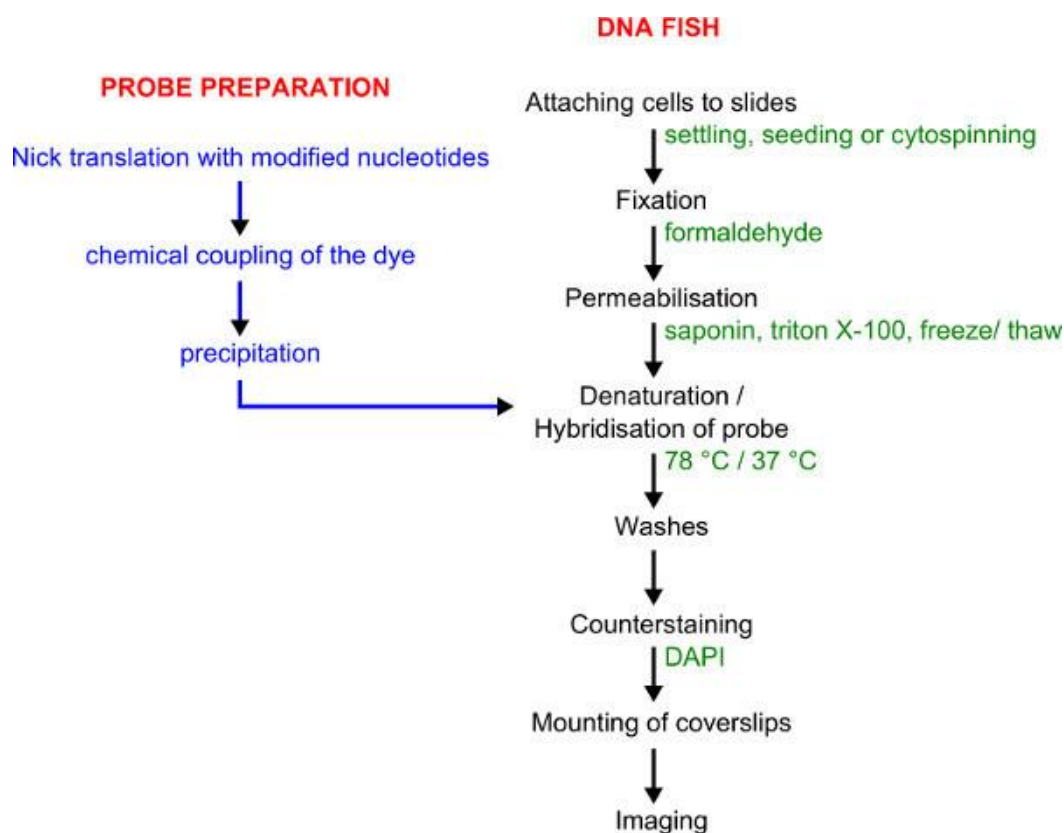 DNA FISH
PROBE PREPARATION
Nick translation with modified nucleotides
chemical coupling of the dye
precipitation
Attaching cells to slides
settling, seeding or cytospinning
Fixation
formaldehyde
Permeabilisation
saponin, triton X-100, freeze/ thaw
Denaturation /
Hybridisation of probe
78 °C / 37 °C
Washes
Counterstaining
DAPI
Mounting of coverslips
Imaging